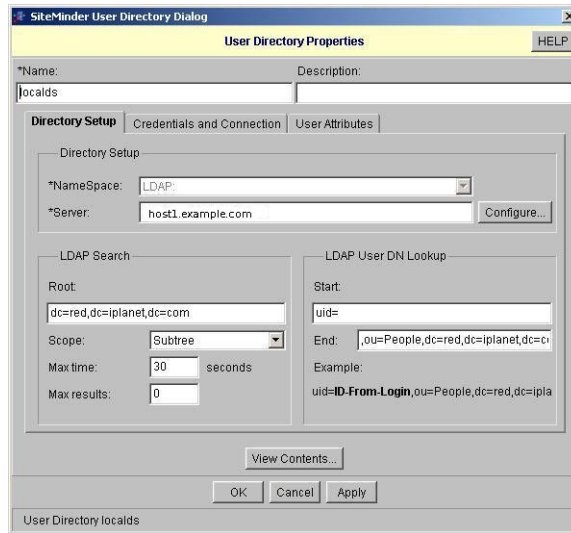 SiteMinder User Directory Dialog
User Directory Properties
HELP
*Name:
localds
Description:
Directory Setup
Credentials and Connection
User Attributes
Directory Setup
*NameSpace:
LDAP:
*Server:
host1.example.com
Configure...
LDAP Search
Root:
dc=red,dc=iplanet,dc=com
Scope:
Subtree
Max time:
30
seconds
Max results:
0
LDAP User DN Lookup
Start:
uid=
End:
,ou=People,dc=red,dc=iplanet,dc=c
Example:
uid=ID-From-Login,ou=People,dc=red,dc=ipla
View Contents...
OK
Cancel
Apply
User Directory localds